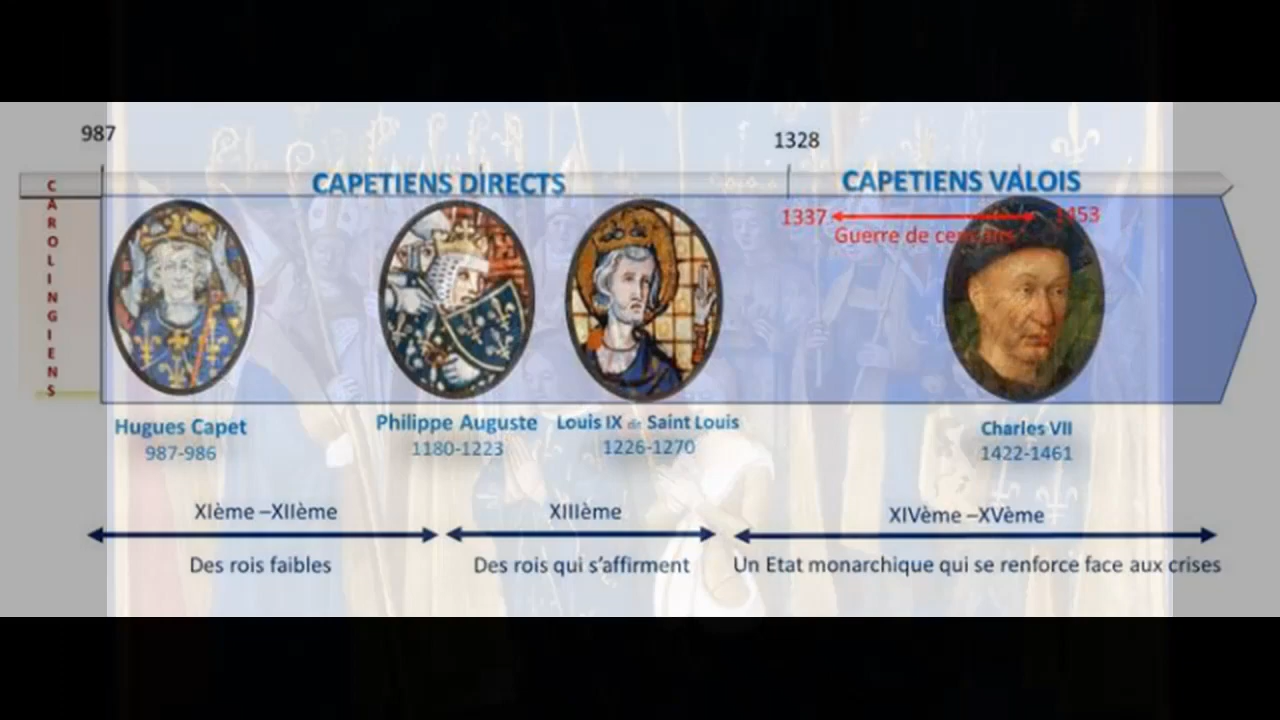 987
1328
CAPETIENS DIRECTS
CAPETIENS VALOIS
CAROLINGIENS
1337
1453
Guerre de cent ans
Hugues Capet
987-986
Philippe Auguste
1180-1223
Louis IX dit Saint Louis
1226-1270
Charles VII
1422-1461
XIème –XIIème
XIIIème
XIVème –XVème
Des rois faibles
Des rois qui s’affirment
Un Etat monarchique qui se renforce face aux crises